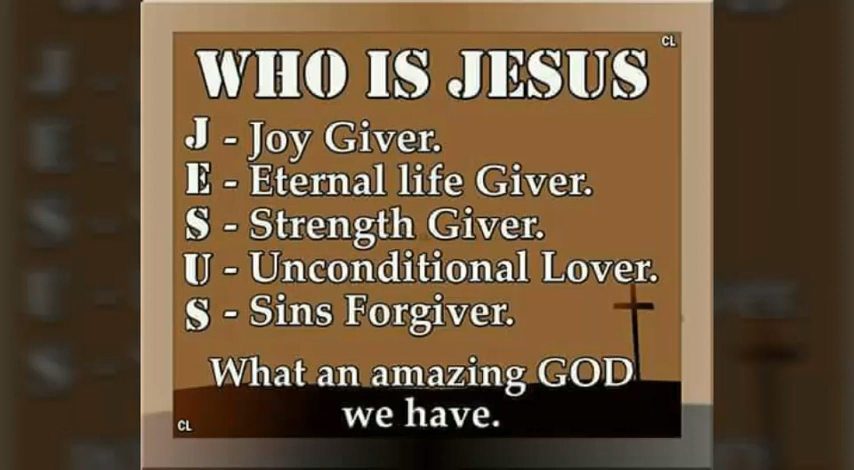 CL
WHO IS JESUS
J - Joy Giver.
E - Eternal life Giver.
S - Strength Giver.
U - Unconditional Lover.
S - Sins Forgiver.
What an amazing GOD
we have.
CL